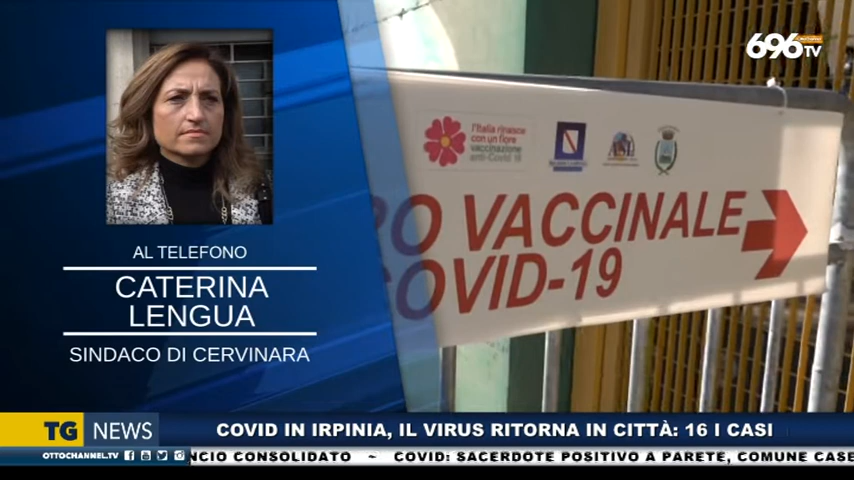 696 TV
l'Italia rinasce
con un fiore
vaccinazione
anti-Covid 19
RO VACCINALE
COVID-19
AL TELEFONO
CATERINA
LENGUA
SINDACO DI CERVINARA
TG NEWS
COVID IN IRPINIA, IL VIRUS RITORNA IN CITTÀ: 16 I CASI
OTTOCHANNEL.TV
NCIO CONSOLIDATO ~ COVID: SACERDOTE POSITIVO A PARETE, COMUNE CASE